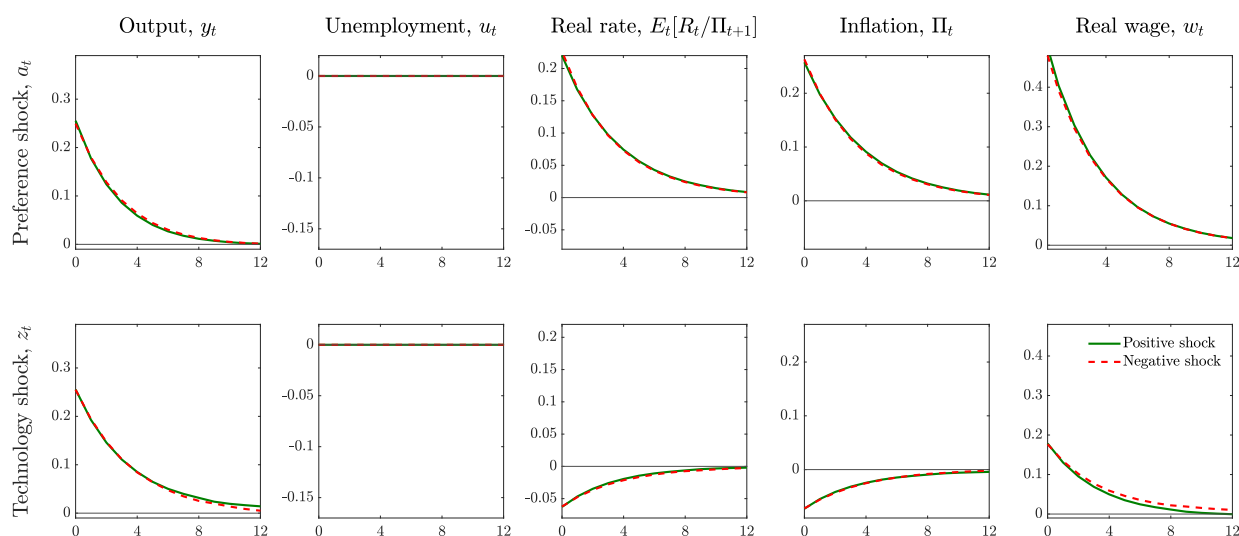 Output, y_t
Unemployment, u_t
Real rate, E_t[R_t/Π_{t+1}]
Inflation, Π_t
Real wage, w_t
Preference shock, a_t
0.3
0.2
0.1
0
0 4 8 12
0
-0.05
-0.1
-0.15
0 4 8 12
0.2
0.15
0.1
0.05
0
-0.05
0 4 8 12
0.2
0
0 4 8 12
0.4
0.3
0.2
0.1
0
4 8 12
Technology shock, z_t
0.3
0.2
0.1
0
0 4 8 12
0
-0.05
-0.1
-0.15
0 4 8 12
0.2
0.15
0.1
0.05
0
-0.05
0 4 8 12
0.2
0
0 4 8 12
Positive shock
Negative shock
0.4
0.3
0.2
0.1
0
0 4 8 12